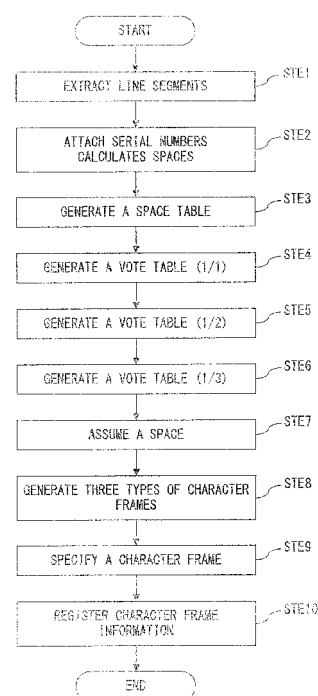 START
EXTRACT LINE SEGMENTS
STE1
ATTACH SERIAL NUMBERS
CALCULATES SPACES
STE2
GENERATE A SPACE TABLE
STE3
GENERATE A VOTE TABLE (1/1)
STE4
GENERATE A VOTE TABLE (1/2)
STE5
GENERATE A VOTE TABLE (1/3)
STE6
ASSUME A SPACE
STE7
GENERATE THREE TYPES OF CHARACTER
FRAMES
STE8
SPECIFY A CHARACTER FRAME
STE9
REGISTER CHARACTER FRAME
INFORMATION
STE10
END